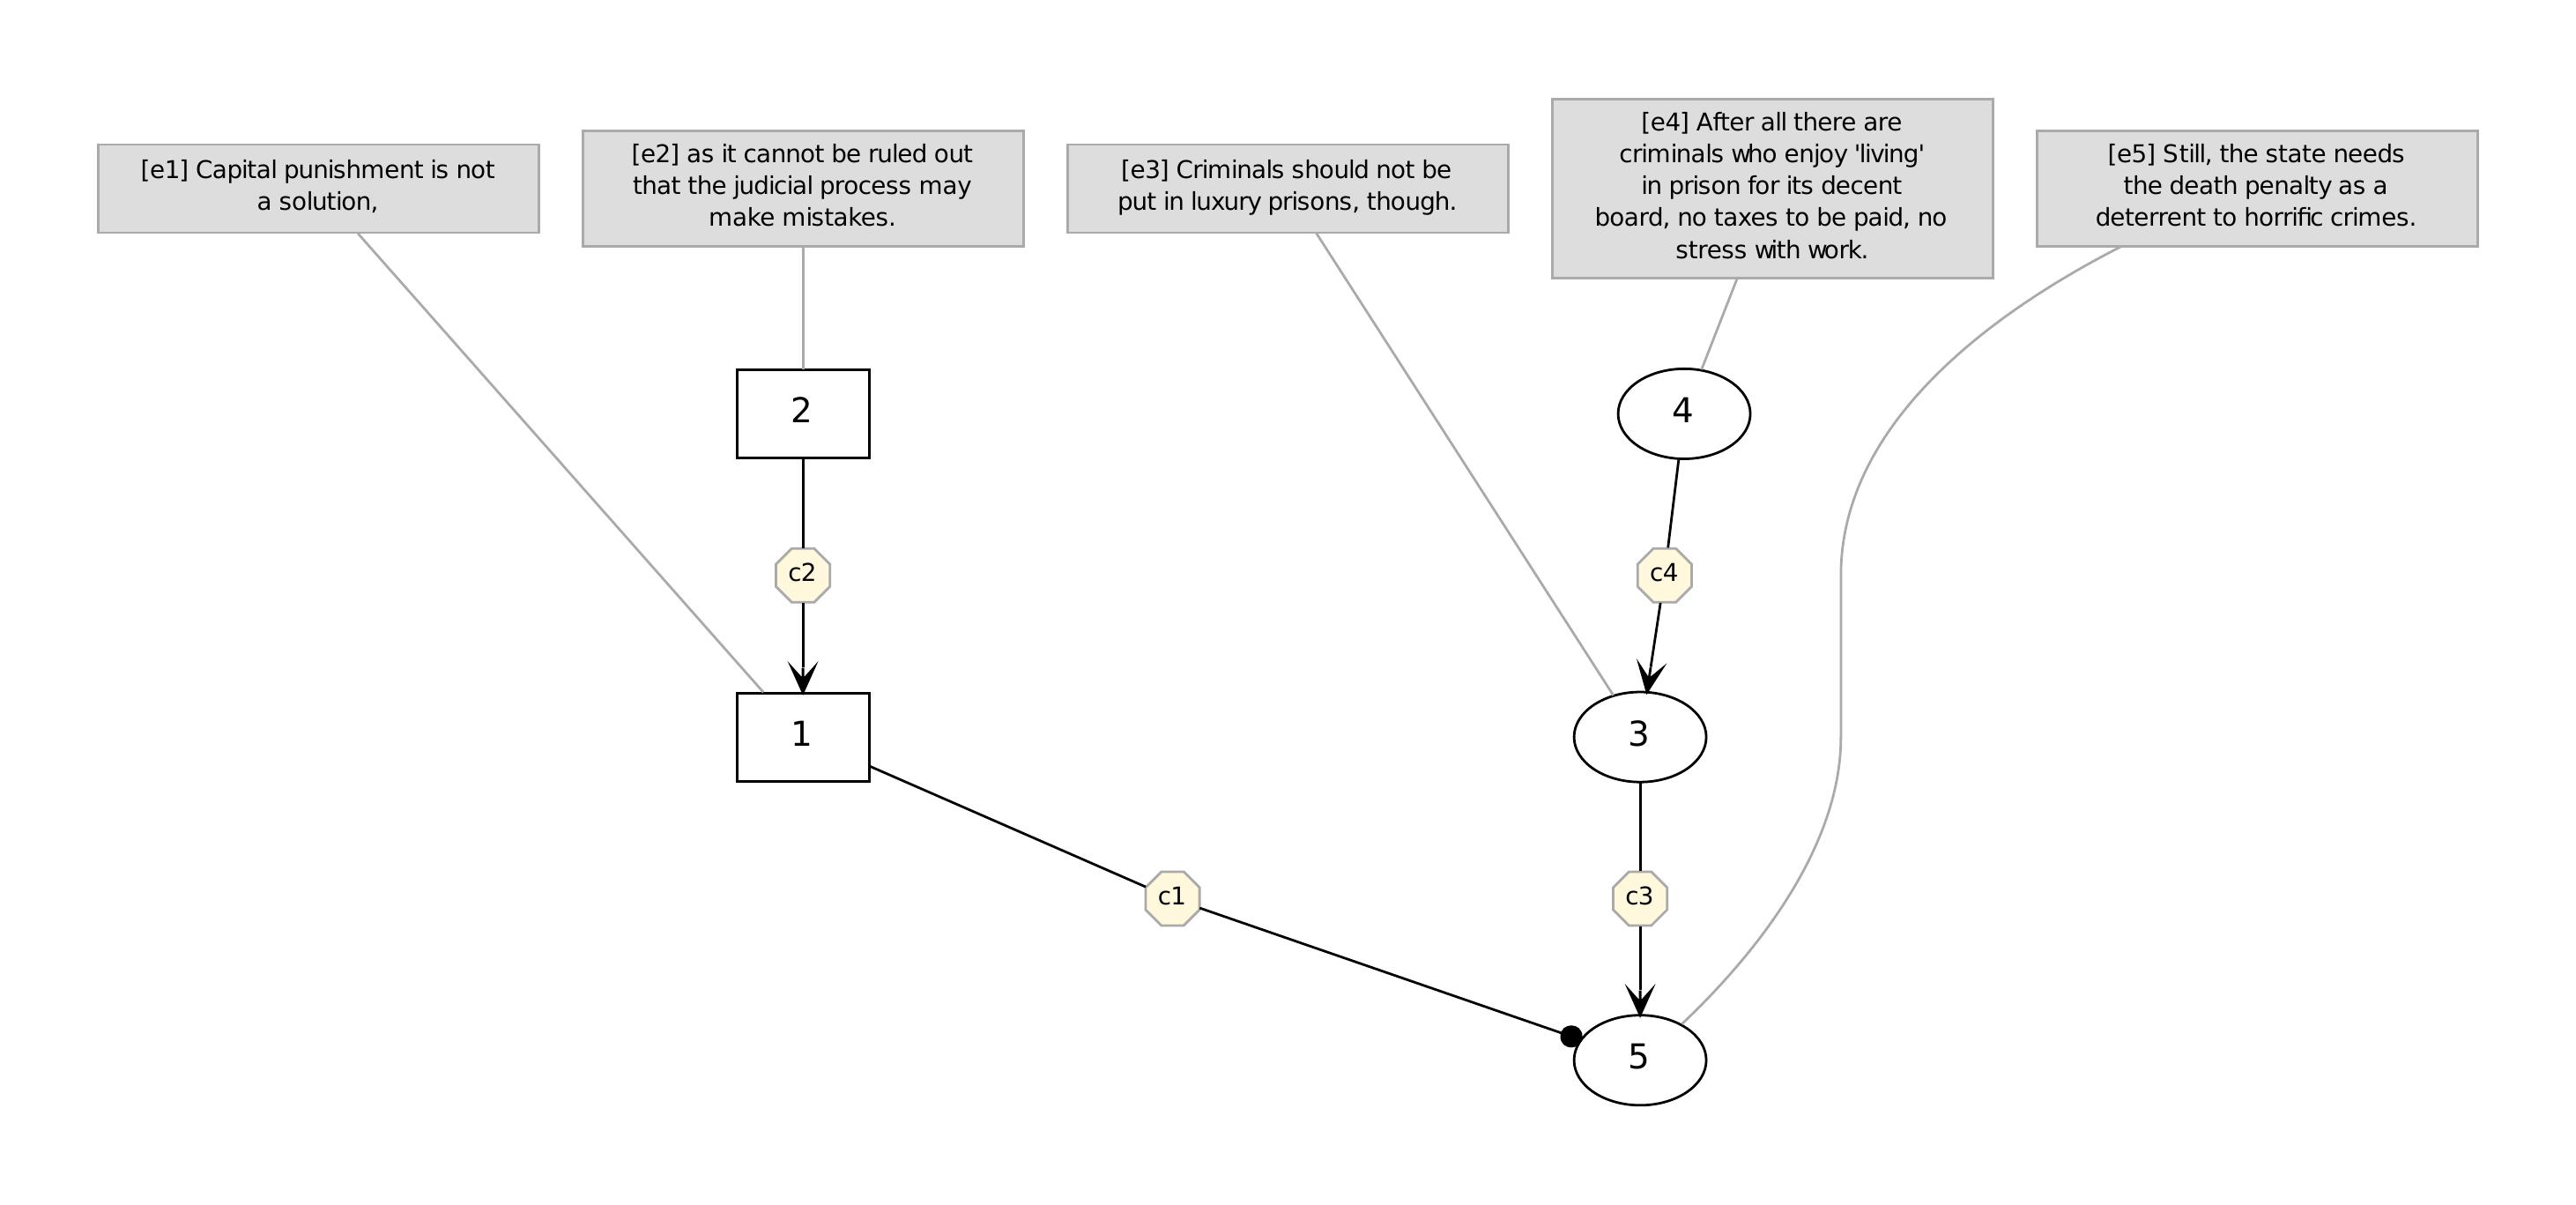 [e1] Capital punishment is not
a solution,
[e2] as it cannot be ruled out
that the judicial process may
make mistakes.
[e3] Criminals should not be
put in luxury prisons, though.
[e4] After all there are
criminals who enjoy 'living'
in prison for its decent
board, no taxes to be paid, no
stress with work.
[e5] Still, the state needs
the death penalty as a
deterrent to horrific crimes.
2
4
c2
c4
1
3
c1
c3
5